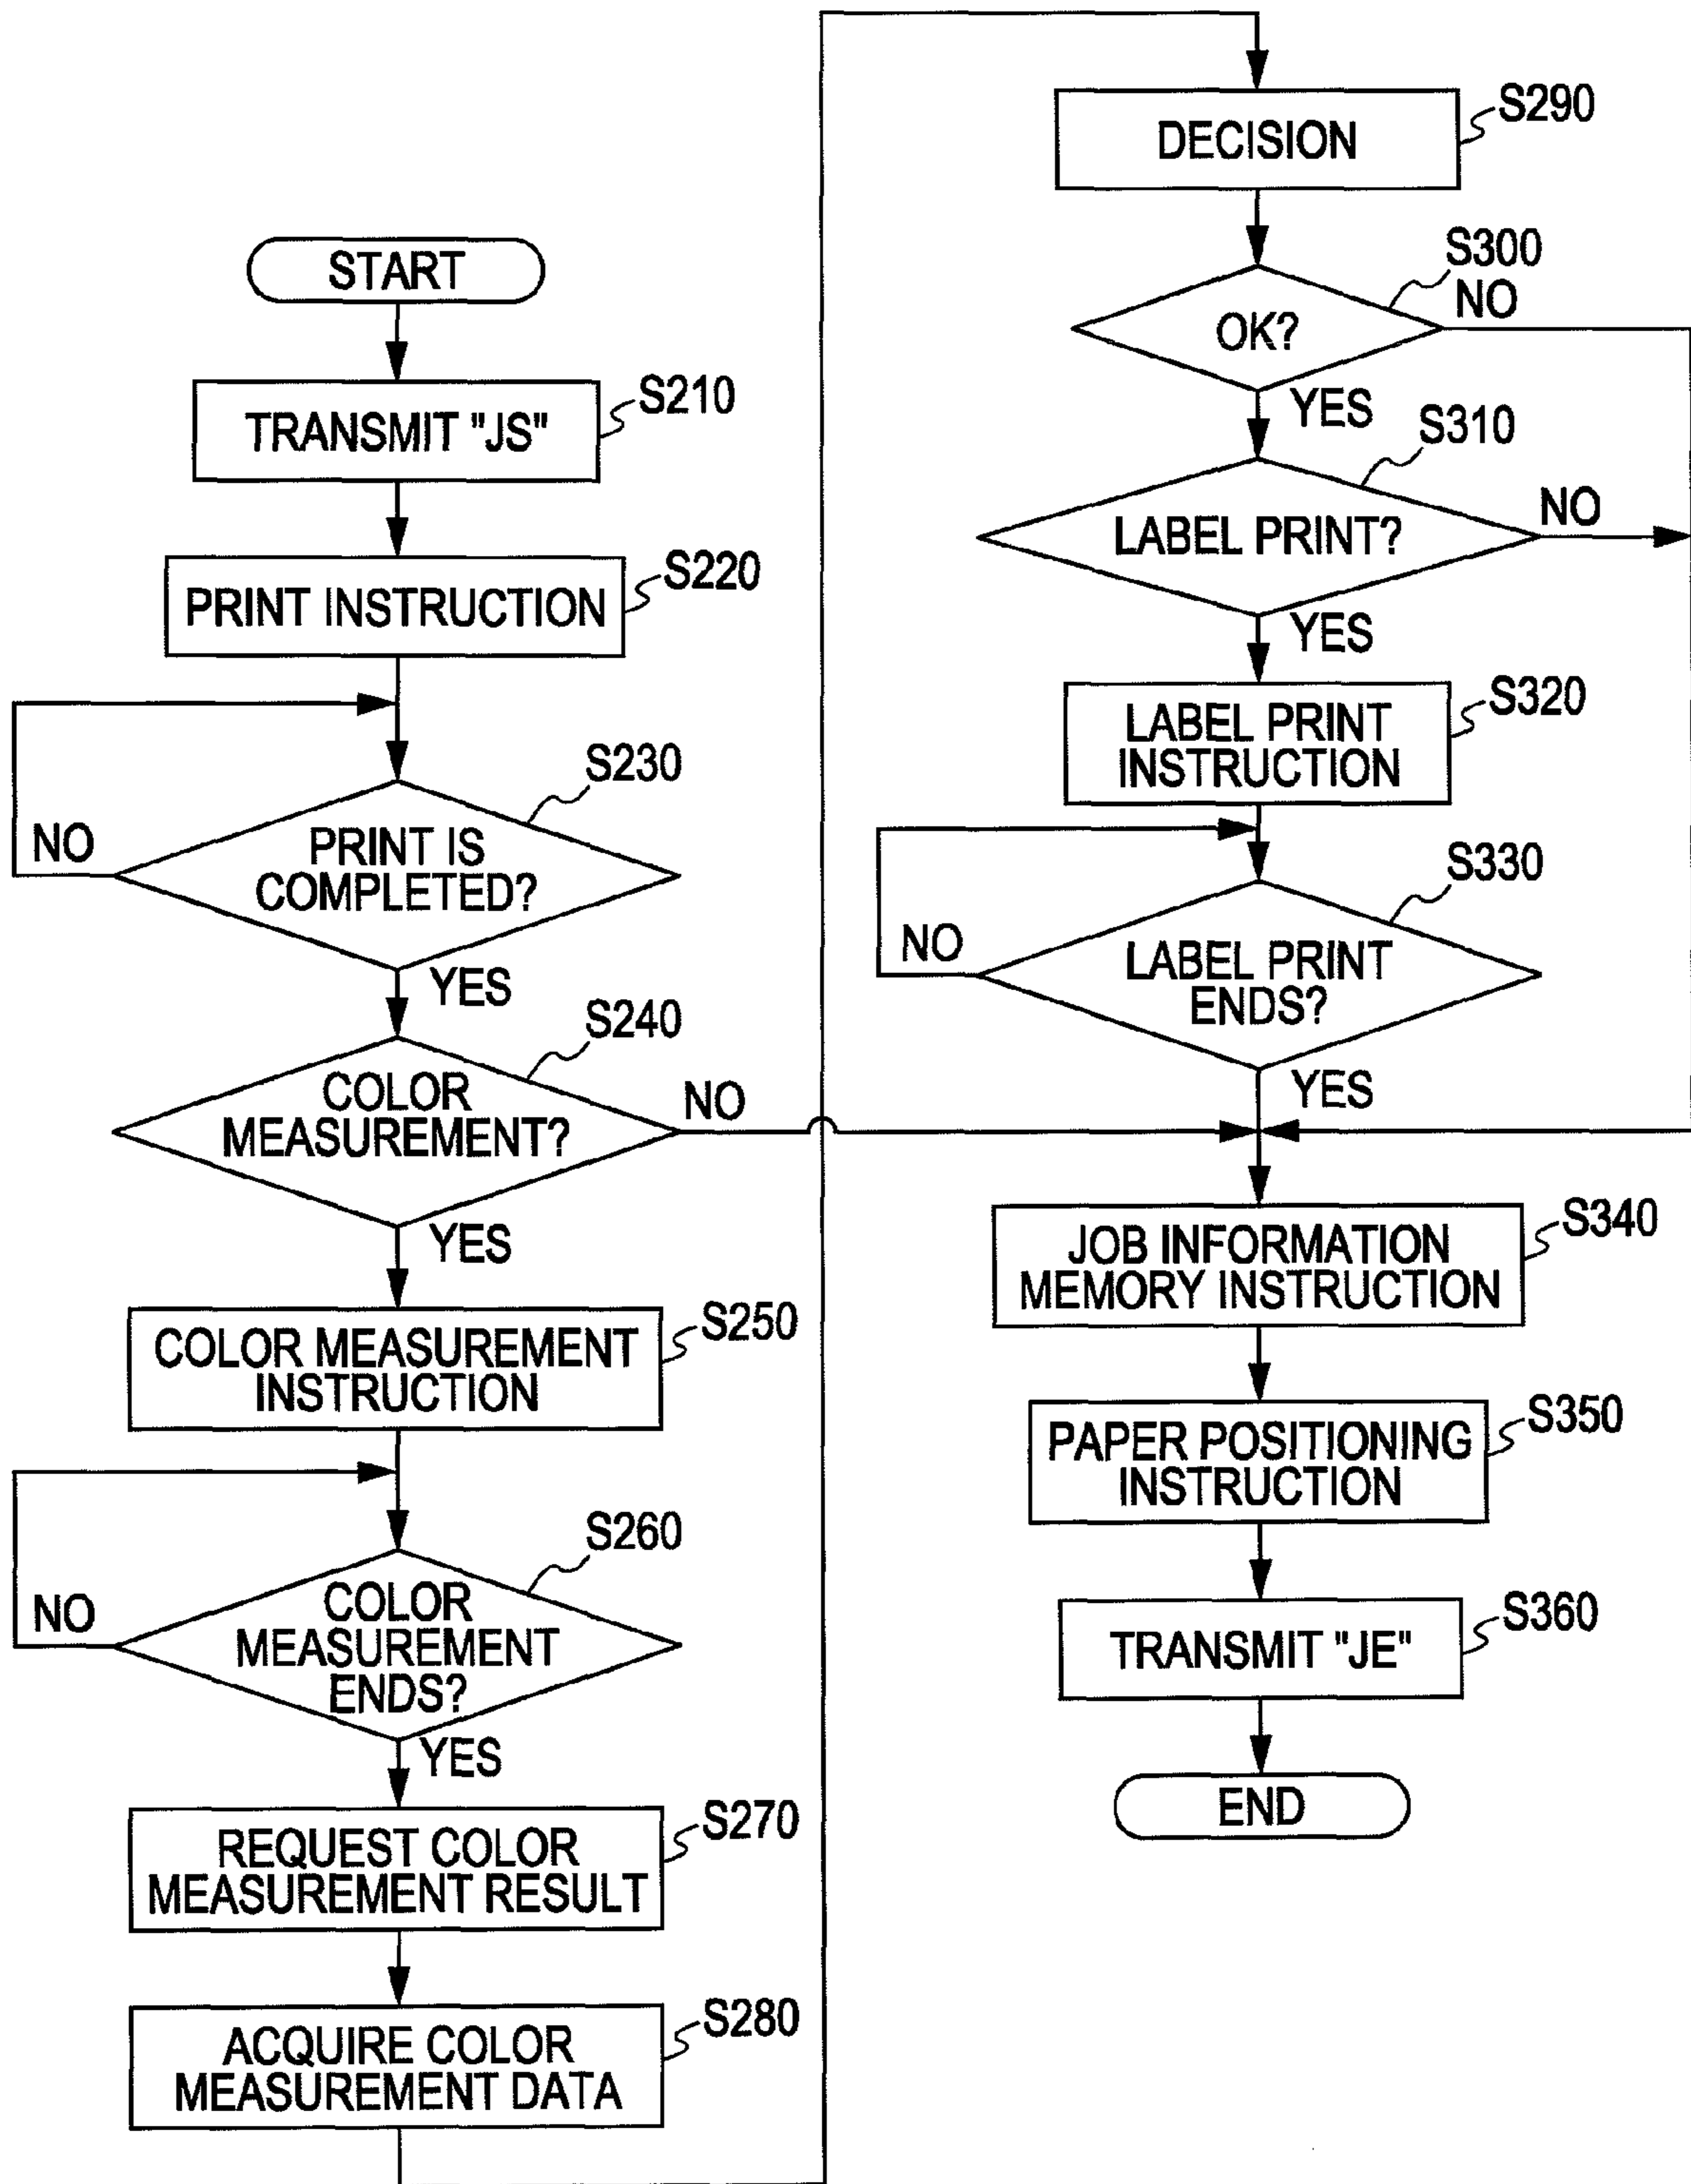 START
TRANSMIT "JS"
S210
PRINT INSTRUCTION
S220
S230
PRINT IS
COMPLETED?
NO
YES
S240
COLOR
MEASUREMENT?
NO
YES
COLOR MEASUREMENT
INSTRUCTION
S250
S260
COLOR
MEASUREMENT
ENDS?
NO
YES
REQUEST COLOR
MEASUREMENT RESULT
S270
ACQUIRE COLOR
MEASUREMENT DATA
S280
DECISION
S290
S300
OK?
NO
YES
S310
LABEL PRINT?
NO
YES
LABEL PRINT
INSTRUCTION
S320
S330
LABEL PRINT
ENDS?
NO
YES
JOB INFORMATION
MEMORY INSTRUCTION
S340
PAPER POSITIONING
INSTRUCTION
S350
TRANSMIT "JE"
S360
END